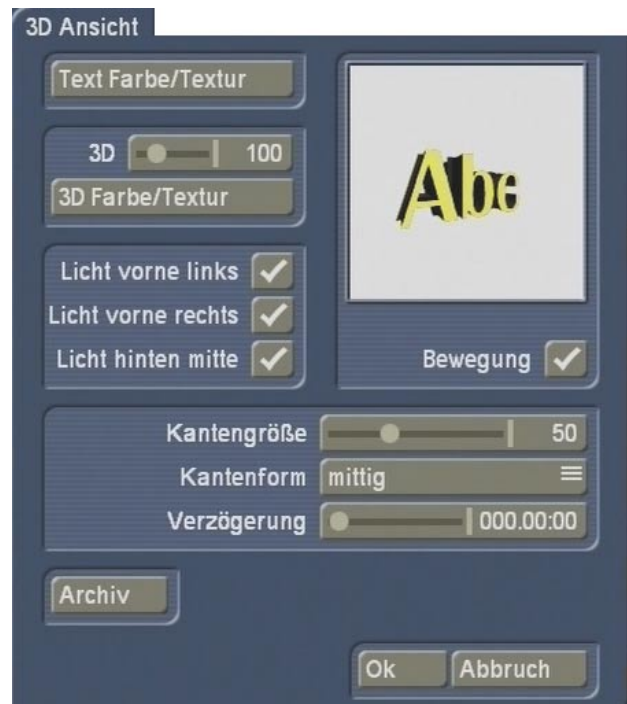 3D Ansicht
Text Farbe/Textur
3D 100
3D Farbe/Textur
Licht vorne links
Licht vorne rechts
Licht hinten mitte
Abc
Bewegung
Kantengröße 50
Kantenform mittig
Verzögerung 000.00:00
Archiv
Ok Abbruch